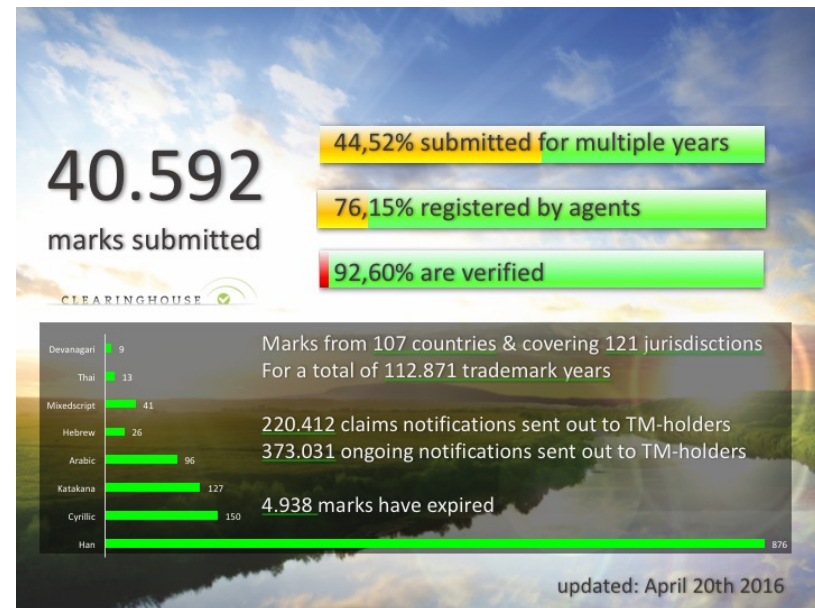 40.592
marks submitted
CLEARINGHOUSE
44,52% submitted for multiple years
76,15% registered by agents
92,60% are verified
Devanagari 9
Thai 13
Mixedscript 41
Hebrew 26
Arabic 96
Katakana 127
Cyrillic 150
Han 876
Marks from 107 countries & covering 121 jurisdisctions
For a total of 112.871 trademark years
220.412 claims notifications sent out to TM-holders
373.031 ongoing notifications sent out to TM-holders
4.938 marks have expired
updated: April 20th 2016